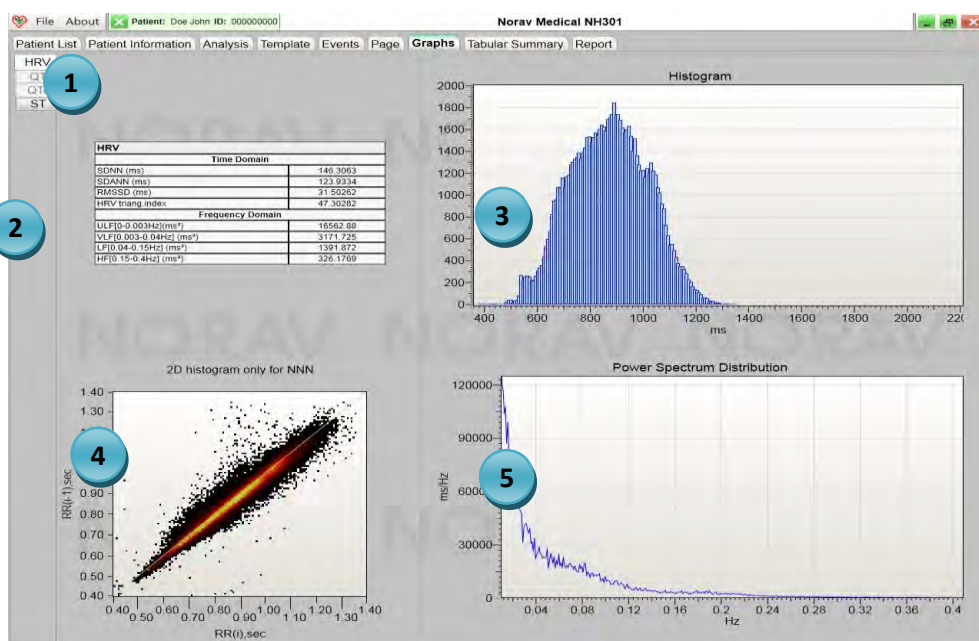 File About Patient: Doe John ID: 000000000 Norav Medical NH301
Patient List Patient Information Analysis Template Events Page Graphs Tabular Summary Report
HRV
ST
1
2
HRV
Time Domain
SDNN (ms) 146.3063
SDANN (ms) 123.9334
RMSSD (ms) 31.50262
HRV triang.index 47.30282
Frequency Domain
ULF[0-0.003Hz](ms²) 16562.88
VLF[0.003-0.04Hz] (ms²) 3171.725
LF[0.04-0.15Hz] (ms²) 1391.872
HF[0.15-0.4Hz] (ms²) 326.1769
Histogram
2000
1800
1600
1400
1200
1000
800
600
400
200
0
3
400 600 800 1000 1200 1400 1600 1800 2000
ms
NORAV NORAV NORAV
2D histogram only for NNN
1.40
1.30
4
0.90
0.80
0.70
0.60
0.50
0.40
RR(i-1),sec
0.40 0.60 0.80 1.00 1.20 1.40
0.50 0.70 0.90 1.10 1.30
RR(i),sec
Power Spectrum Distribution
120000
90000
30000
0
ms/Hz
5
0.04 0.08 0.12 0.16 0.2 0.24 0.28 0.32 0.36 0.4
Hz